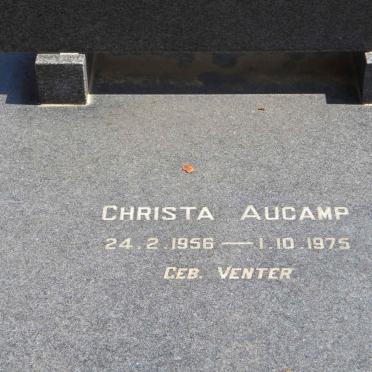 CHRISTA AUCAMP
24.2.1956 — 1.10.1975
GEB. VENTER